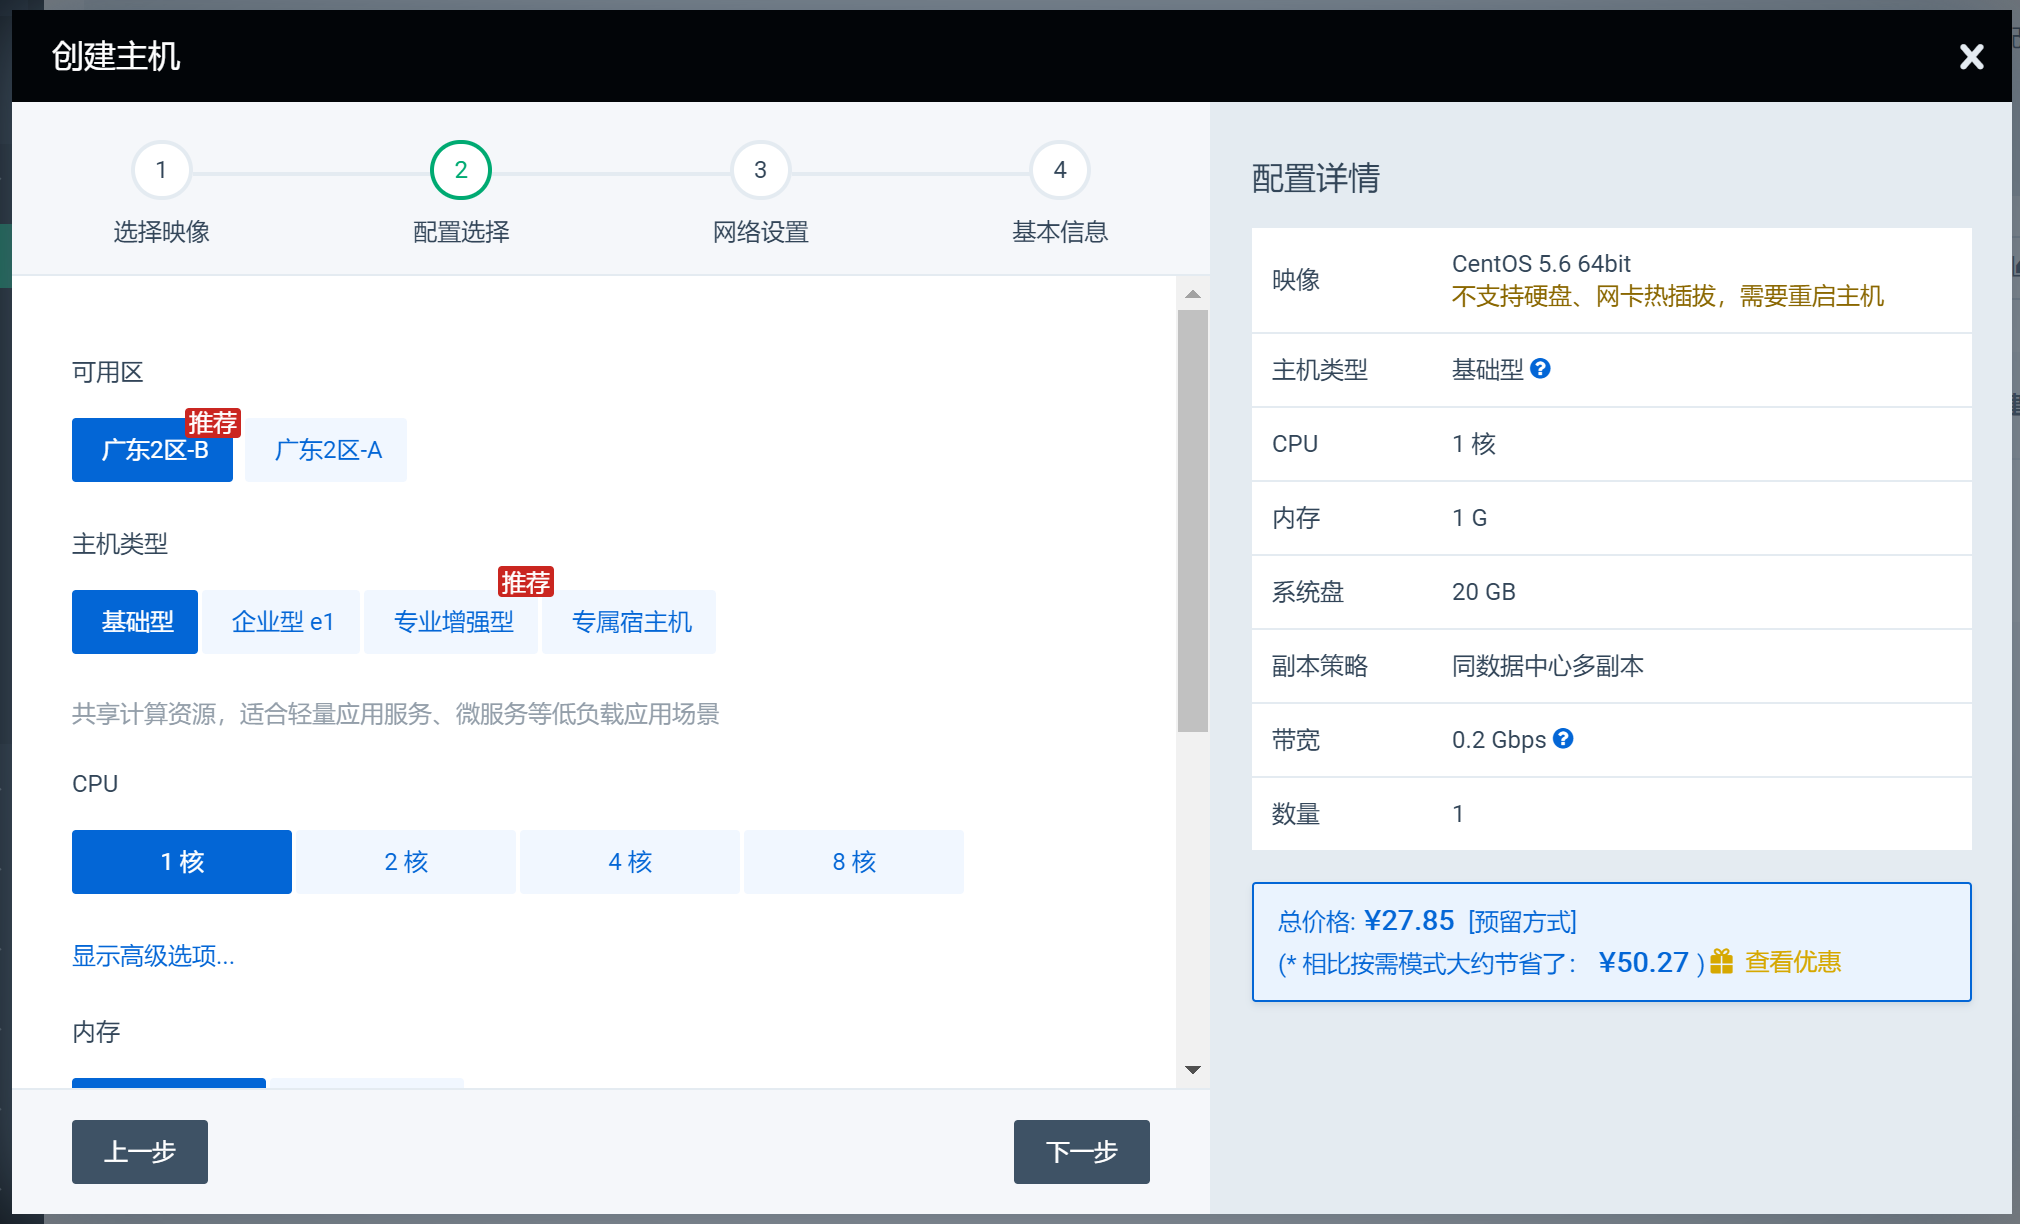 创建主机
1
2
3
4
选择映像
配置选择
网络设置
基本信息
可用区
推荐
广东2区-B
广东2区-A
主机类型
推荐
基础型
企业型 e1
专业增强型
专属宿主机
共享计算资源，适合轻量应用服务、微服务等低负载应用场景
CPU
1 核
2 核
4 核
8 核
显示高级选项...
内存
上一步
下一步
配置详情
映像
CentOS 5.6 64bit
不支持硬盘、网卡热插拔，需要重启主机
主机类型
基础型
CPU
1 核
内存
1 G
系统盘
20 GB
副本策略
同数据中心多副本
带宽
0.2 Gbps
数量
1
总价格: ¥27.85 [预留方式]
(* 相比按需模式大约节省了： ¥50.27 ) 查看优惠